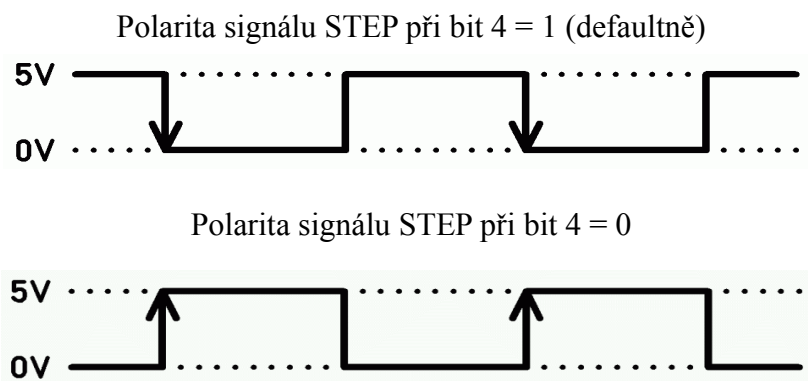 Polarita signálu STEP při bit 4 = 1 (defaultně)
5V
0V
Polarita signálu STEP při bit 4 = 0
5V
0V